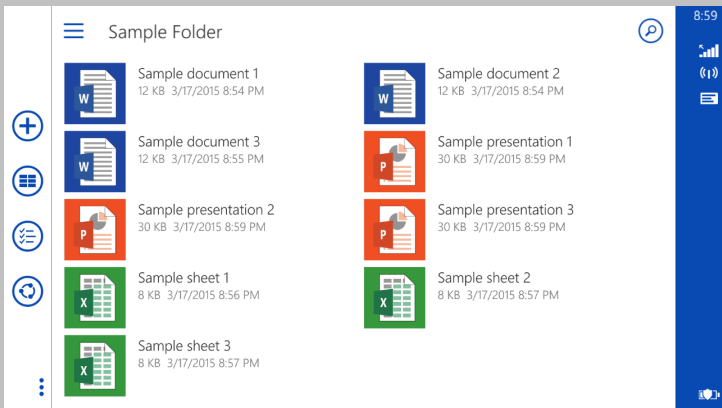 8:59
Sample Folder
Sample document 1
12 KB 3/17/2015 8:54 PM
Sample document 2
12 KB 3/17/2015 8:54 PM
Sample document 3
12 KB 3/17/2015 8:55 PM
Sample presentation 1
30 KB 3/17/2015 8:59 PM
Sample presentation 2
30 KB 3/17/2015 8:59 PM
Sample presentation 3
30 KB 3/17/2015 8:59 PM
Sample sheet 1
8 KB 3/17/2015 8:56 PM
Sample sheet 2
8 KB 3/17/2015 8:57 PM
Sample sheet 3
8 KB 3/17/2015 8:57 PM
W
W
W
P
P
P
X
X
X